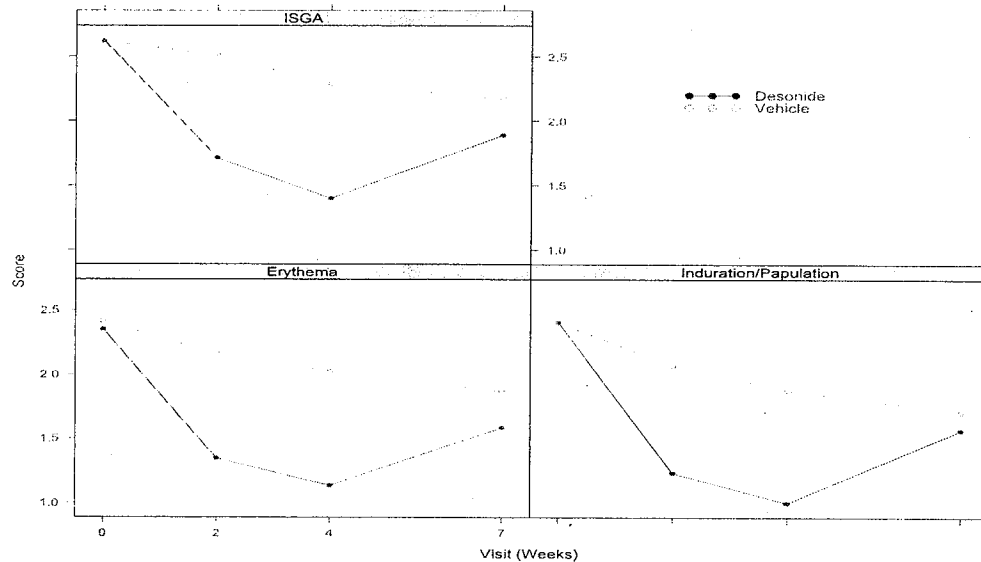 ISGA
2.5
2.0
1.5
1.0
Desonide
Vehicle
Score
Erythema
Induration/Papulation
2.5
2.0
1.5
1.0
0 2 4 7
Visit (Weeks)